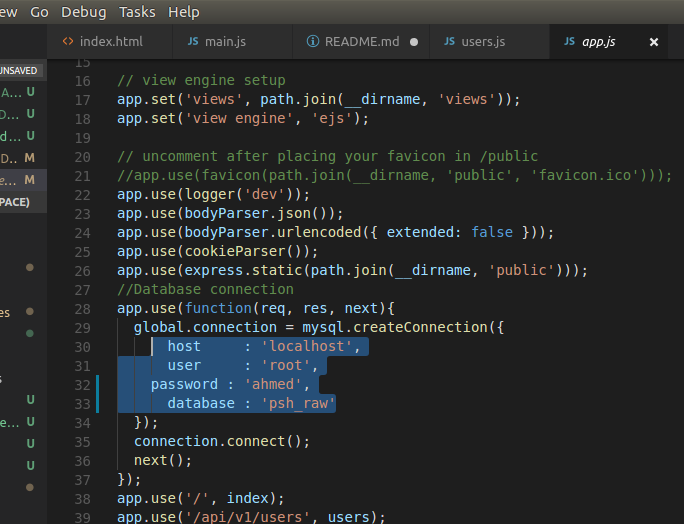 ew Go Debug Tasks Help
<> index.html JS main.js README.md JS users.js JS app.js
UNSAVED
A... U
D... U
d... U
D.. M
e... M
PACE)
es
s
U
e... U
U
U
15
16 // view engine setup
17 app.set('views', path.join(__dirname, 'views'));
18 app.set('view engine', 'ejs');
19
20 // uncomment after placing your favicon in /public
21 //app.use(favicon(path.join(__dirname, 'public', 'favicon.ico')));
22 app.use(logger('dev'));
23 app.use(bodyParser.json());
24 app.use(bodyParser.urlencoded({ extended: false }));
25 app.use(cookieParser());
26 app.use(express.static(path.join(__dirname, 'public')));
27 //Database connection
28 app.use(function(req, res, next){
29 global.connection = mysql.createConnection({
30 host : 'localhost',
31 user : 'root',
32 password : 'ahmed',
33 database : 'psh_raw'
34 });
35 connection.connect();
36 next();
37 });
38 app.use('/', index);
39 app.use('/api/v1/users', users);